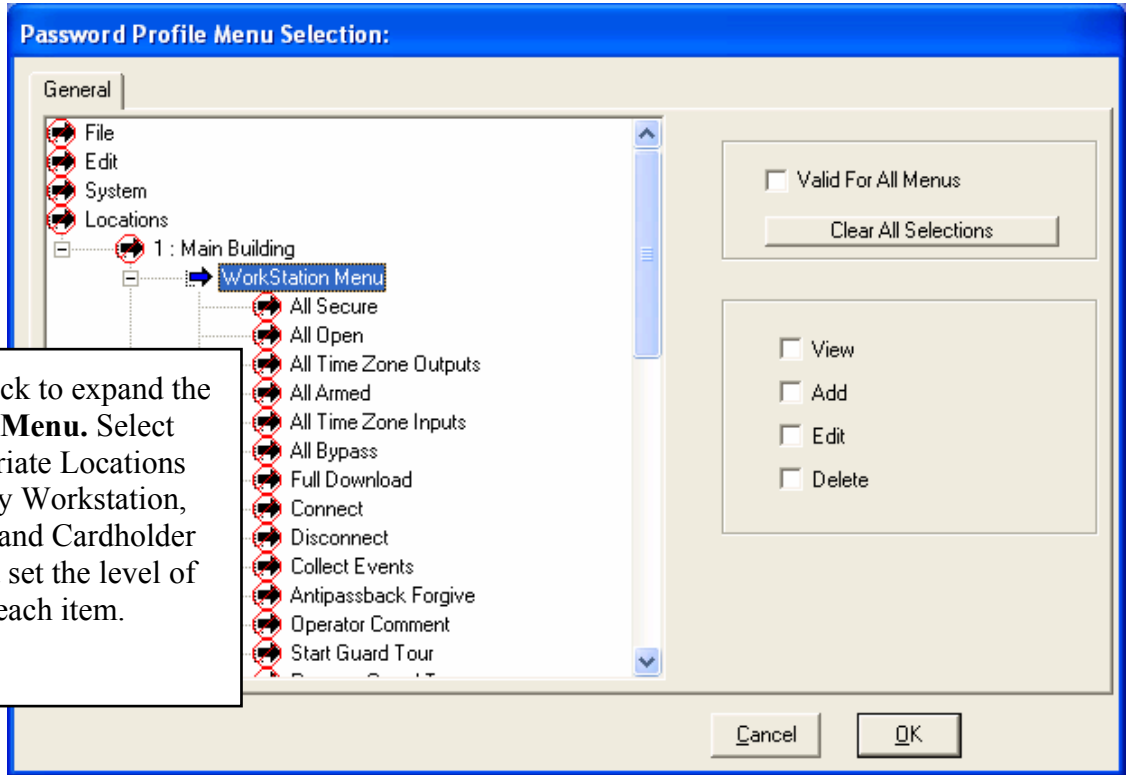 Password Profile Menu Selection:
General
File
Edit
System
Locations
1 : Main Building
WorkStation Menu
All Secure
All Open
All Time Zone Outputs
All Armed
All Time Zone Inputs
All Bypass
Full Download
Connect
Disconnect
Collect Events
Antipassback Forgive
Operator Comment
Start Guard Tour
to expand the
Menu. Select
Locations
Workstation,
and Cardholder
set the level of
each item.
Valid For All Menus
Clear All Selections
View
Add
Edit
Delete
Cancel
OK